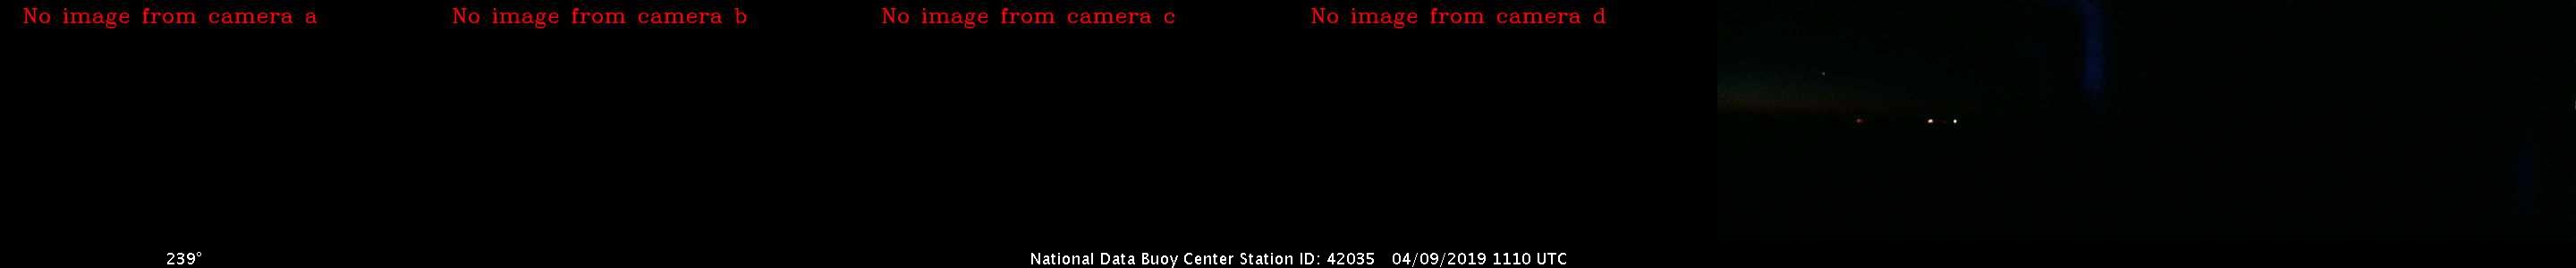 No image from camera a
No image from camera b
No image from camera c
No image from camera d
239°
National Data Buoy Center Station ID: 42035 04/09/2019 1110 UTC